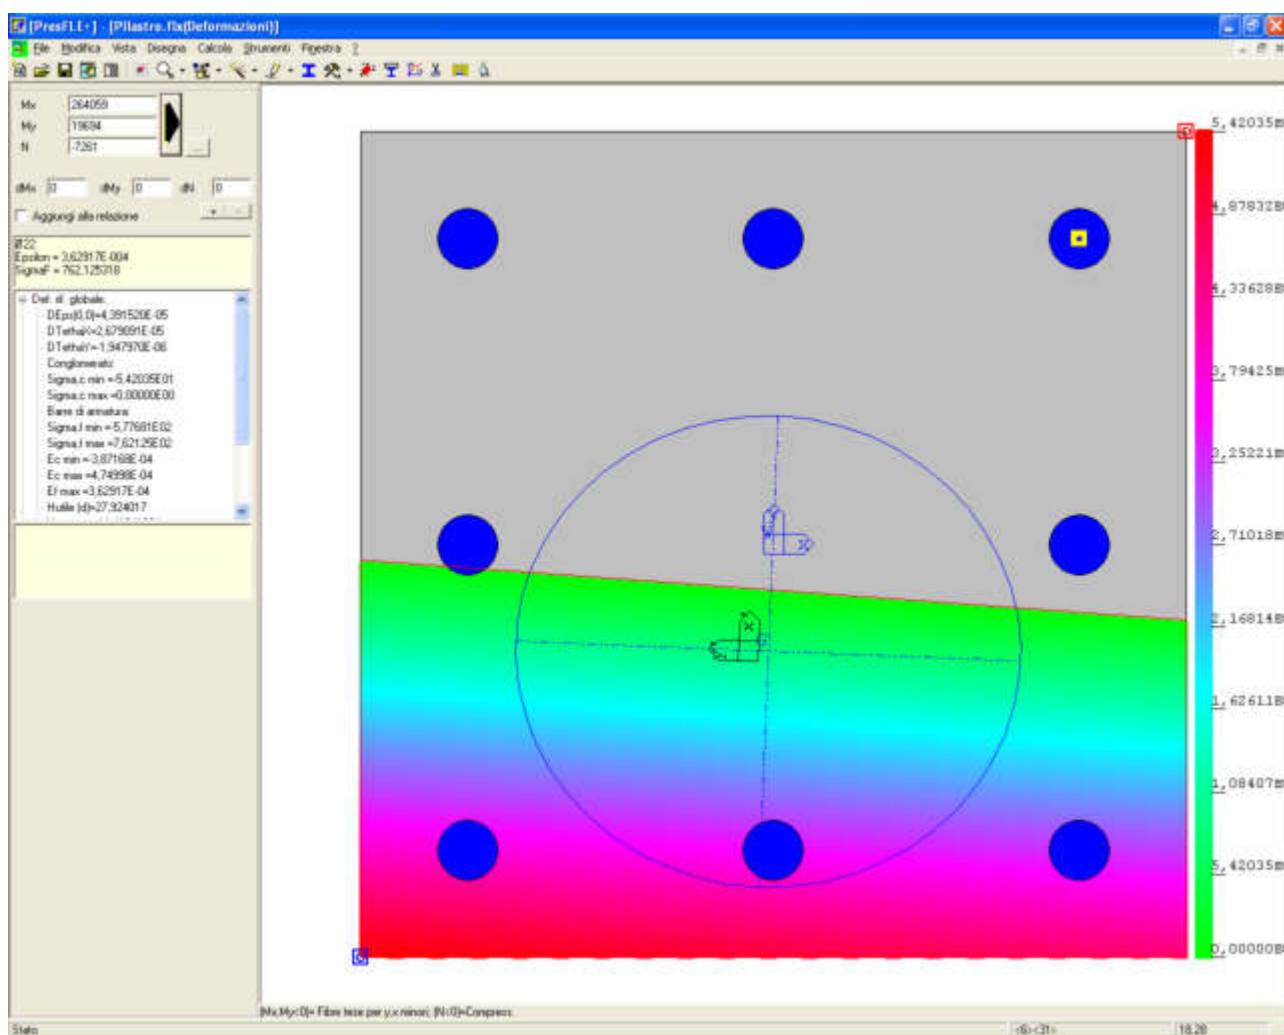 [PresFLE+] - [Pilastro.flx(Deformazioni)]
File Modifica Vista Disegna Calcolo Strumenti Finestra ?
Mx 264059
My 19694
N -7261
...
dMx 0 dMy 0 dN 0
Aggiungi alla relazione
Ø22
Epsilon = 3,62917E-004
SigmaF = 762,125318
Def. rif. globale:
DEps(0,0)=4,391520E-05
DTethaX=2,679091E-05
DTethaY=-1,947970E-06
Conglomerato:
Sigma,c min =-5,42035E01
Sigma,c max =0,00000E00
Barre di armatura:
Sigma,f min =-5,77681E02
Sigma,f max =7,62125E02
Ec min =-3,87168E-04
Ec max =4,74998E-04
Ef max =3,62917E-04
Hutile (d)=27,924017
5,42035E
4,87832E
4,33628E
3,79425E
3,25221E
2,71018E
2,16814E
1,62611E
1,08407E
5,42035E
0,00000E
(Mx,My<0)= Fibre tese per y,x minori; (N<0)=Compress.
Stato
<6><31>
18.28